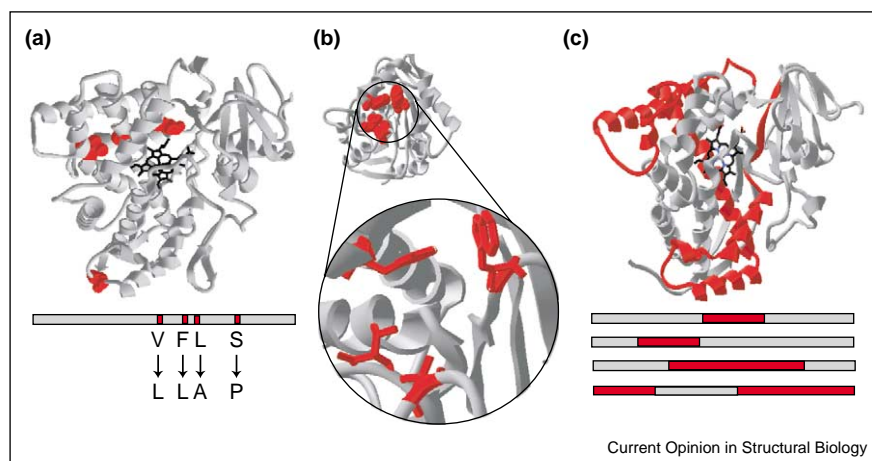 (a)
(b)
(c)
V F L S
L L A P
Current Opinion in Structural Biology